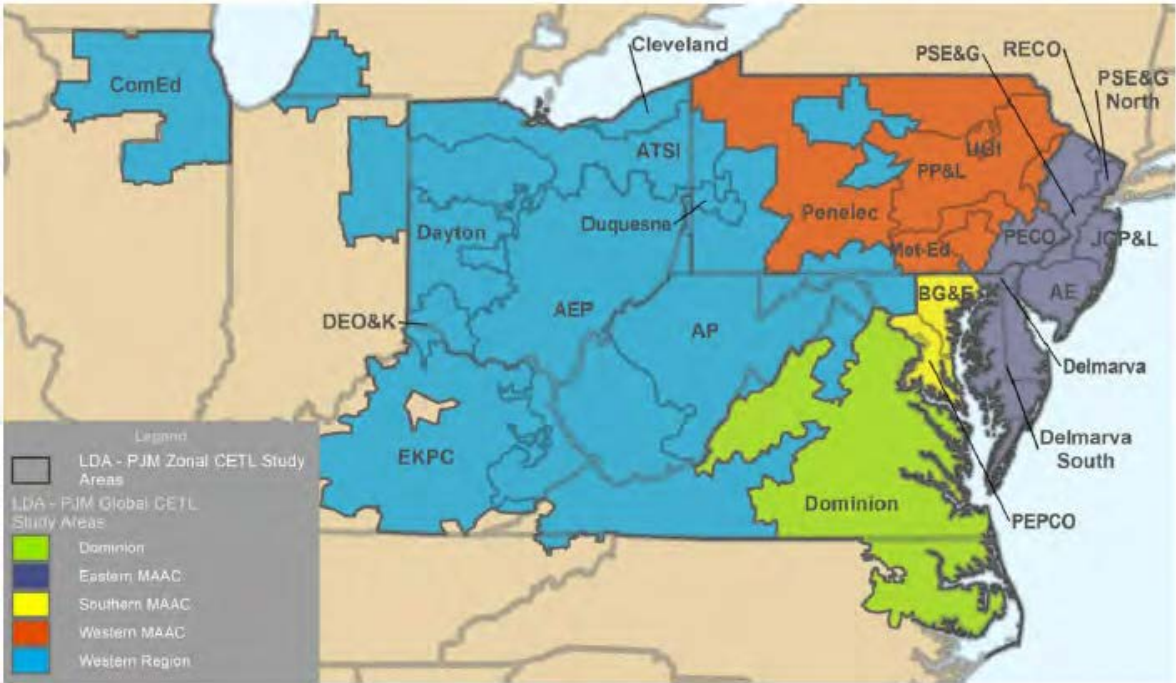 Cleveland
PSE&G
RECO
PSE&G
North
ComEd
ATSI
UGI
PP&L
Duquesne
Penelec
Dayton
PECO
JCP&L
Met-Ed
BG&E
AE
DEO&K
AEP
AP
Delmarva
Delmarva
South
EKPC
Dominion
PEPCO
Legend
LDA - PJM Zonal CETL Study
Areas
LDA - PJM Global CETL
Study Areas
Dominion
Eastern MAAC
Southern MAAC
Western MAAC
Western Region